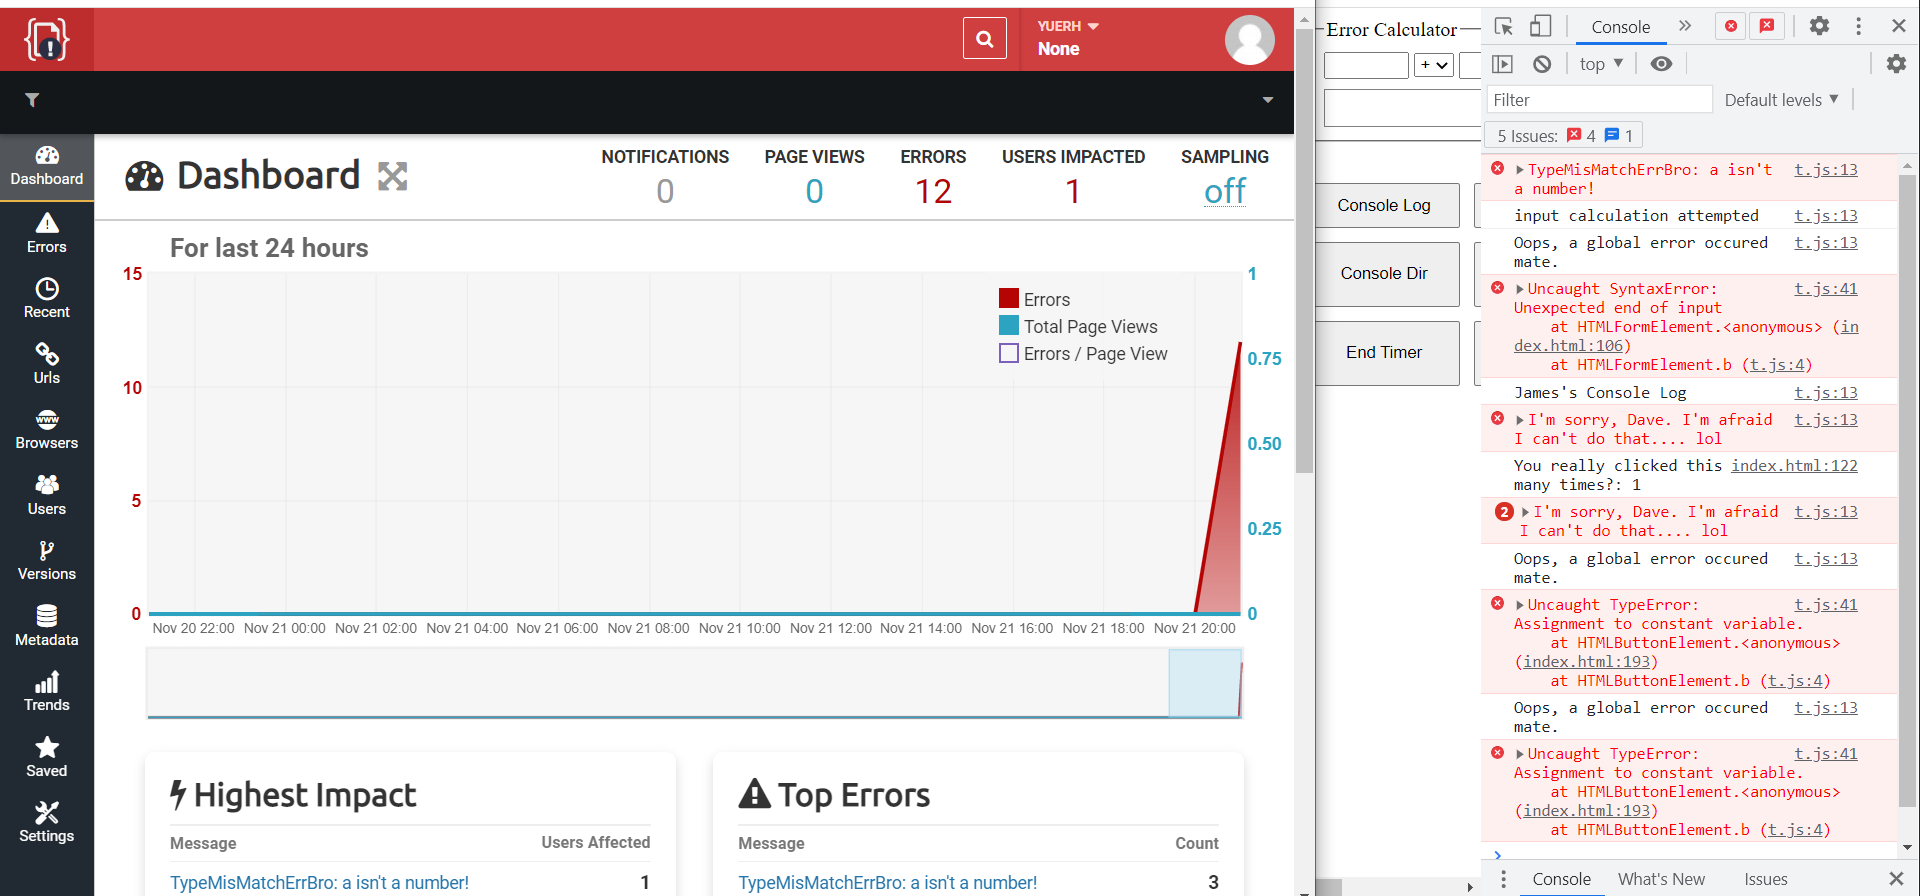 YUERH
None
Dashboard
Errors
Recent
Urls
www
Browsers
Users
Versions
Metadata
Trends
Saved
Settings
Dashboard
NOTIFICATIONS
0
PAGE VIEWS
0
ERRORS
12
USERS IMPACTED
1
SAMPLING
off
For last 24 hours
15
10
5
0
1
0.75
0.50
0.25
0
Errors
Total Page Views
Errors / Page View
Nov 20 22:00 Nov 21 00:00 Nov 21 02:00 Nov 21 04:00 Nov 21 06:00 Nov 21 08:00 Nov 21 10:00 Nov 21 12:00 Nov 21 14:00 Nov 21 16:00 Nov 21 18:00 Nov 21 20:00
Highest Impact
Message Users Affected
TypeMisMatchErrBro: a isn't a number! 1
Top Errors
Message Count
TypeMisMatchErrBro: a isn't a number! 3
Error Calculator
+
Console Log
Console Dir
End Timer
Console
top
Filter
Default levels
5 Issues: 4 1
TypeMisMatchErrBro: a isn't t.js:13
a number!
input calculation attempted t.js:13
Oops, a global error occured t.js:13
mate.
Uncaught SyntaxError: t.js:41
Unexpected end of input
at HTMLFormElement.<anonymous> (in
dex.html:106)
at HTMLFormElement.b (t.js:4)
James's Console Log t.js:13
I'm sorry, Dave. I'm afraid t.js:13
I can't do that.... lol
You really clicked this index.html:122
many times?: 1
2 I'm sorry, Dave. I'm afraid t.js:13
I can't do that.... lol
Oops, a global error occured t.js:13
mate.
Uncaught TypeError: t.js:41
Assignment to constant variable.
at HTMLButtonElement.<anonymous>
(index.html:193)
at HTMLButtonElement.b (t.js:4)
Oops, a global error occured t.js:13
mate.
Uncaught TypeError: t.js:41
Assignment to constant variable.
at HTMLButtonElement.<anonymous>
(index.html:193)
at HTMLButtonElement.b (t.js:4)
Console What's New Issues